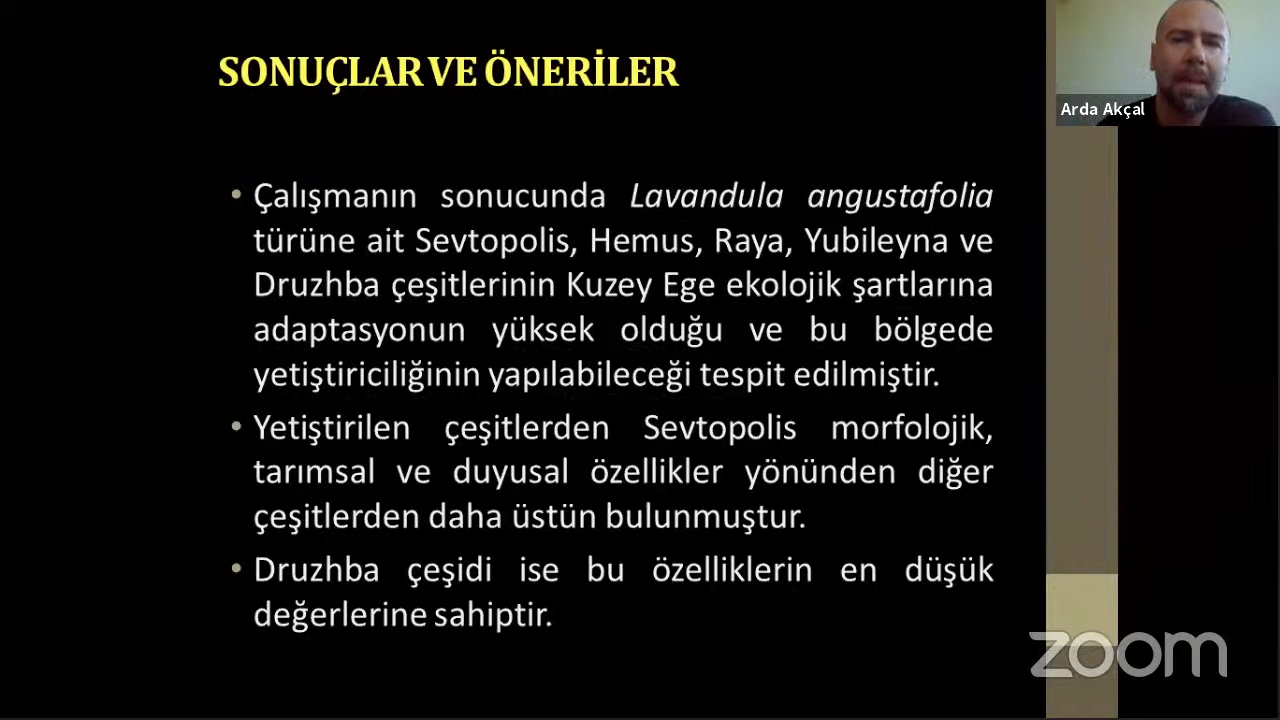 SONUÇLAR VE ÖNERİLER
Arda Akçal
• Çalışmanın sonucunda Lavandula angustafolia
türüne ait Sevtopolis, Hemus, Raya, Yubileyna ve
Druzhba çeşitlerinin Kuzey Ege ekolojik şartlarına
adaptasyonun yüksek olduğu ve bu bölgede
yetiştiriciliğinin yapılabileceği tespit edilmiştir.
• Yetiştirilen çeşitlerden Sevtopolis morfolojik,
tarımsal ve duyusal özellikler yönünden diğer
çeşitlerden daha üstün bulunmuştur.
• Druzhba çeşidi ise bu özelliklerin en düşük
değerlerine sahiptir.
zoom